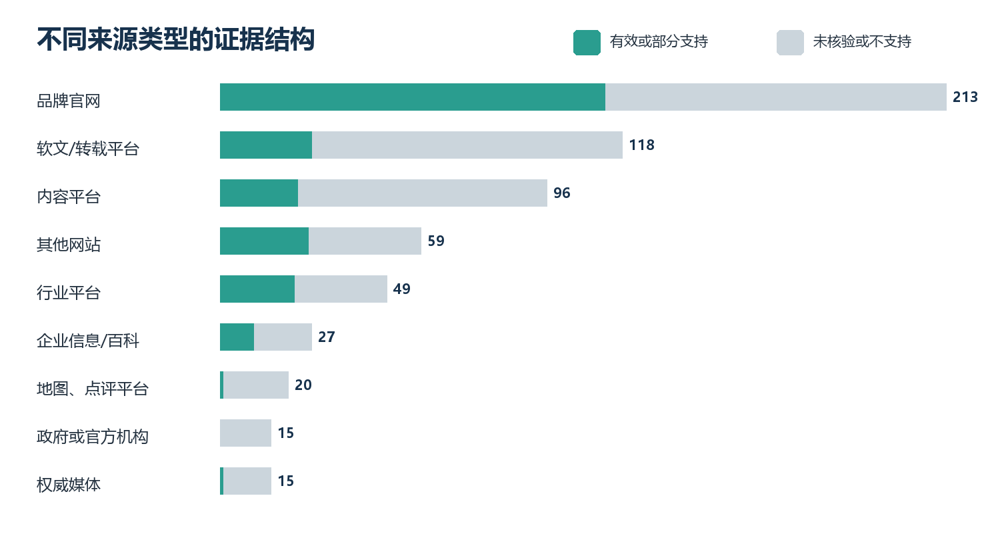 不同来源类型的证据结构
有效或部分支持
未核验或不支持
品牌官网 213
软文/转载平台 118
内容平台 96
其他网站 59
行业平台 49
企业信息/百科 27
地图、点评平台 20
政府或官方机构 15
权威媒体 15